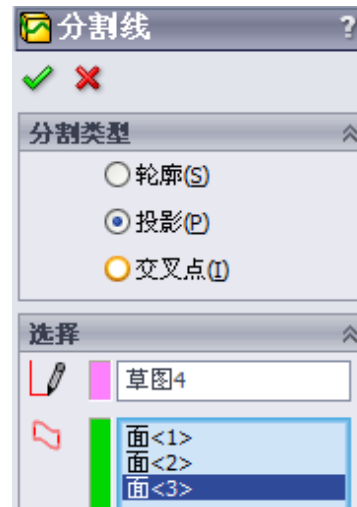 分割线 ?
分割类型
轮廓(S)
投影(P)
交叉点(I)
选择
草图4
面<1>
面<2>
面<3>